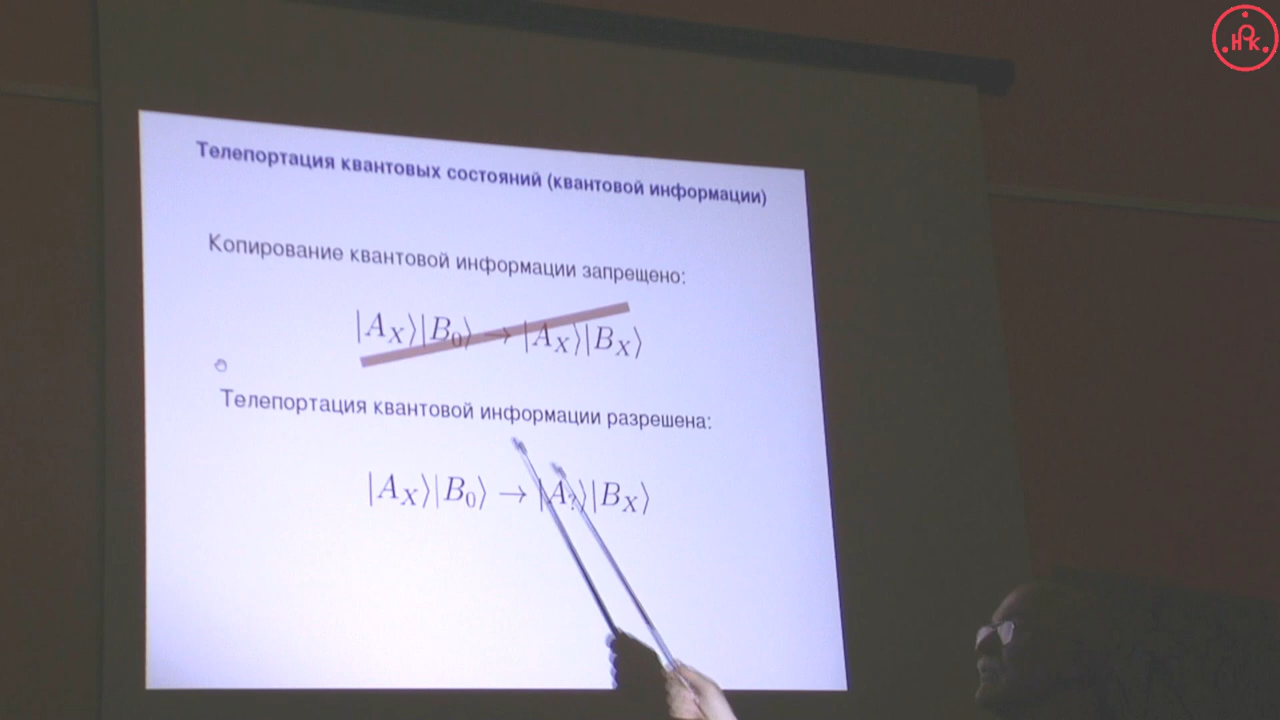 Телепортация квантовых состояний (квантовой информации)
Копирование квантовой информации запрещено:
|A_X⟩|B_0⟩ → |A_X⟩|B_X⟩
Телепортация квантовой информации разрешена:
|A_X⟩|B_0⟩ → |A_?⟩|B_X⟩